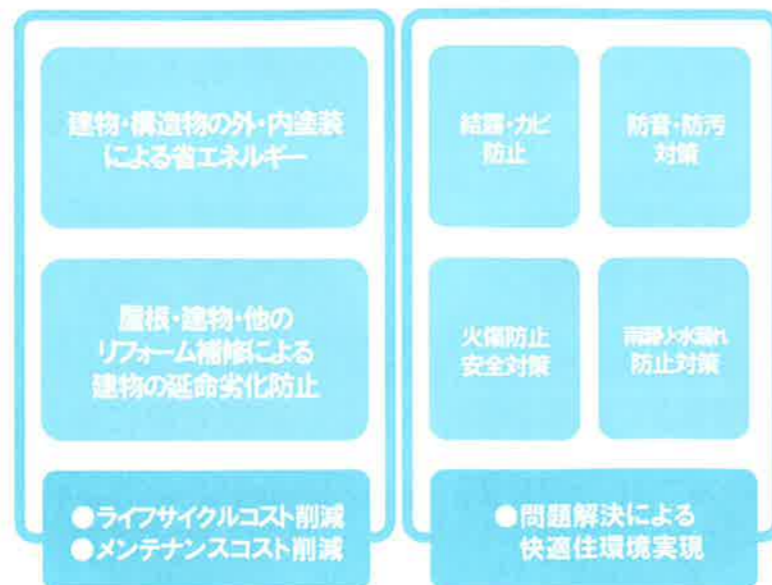 建物・構造物の外・内塗装
による省エネルギー
屋根・建物・他の
リフォーム補修による
建物の延命劣化防止
●ライフサイクルコスト削減
●メンテナンスコスト削減
結露・カビ
防止
防音・防汚
対策
火傷防止
安全対策
水漏れ
防止対策
●問題解決による
快適住環境実現